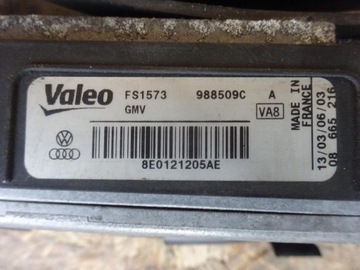 Valeo FS1573 988509C A
GMV VA8
8E0121205AE
MADE IN
FRANCE
13/03/06/03
08 665 216